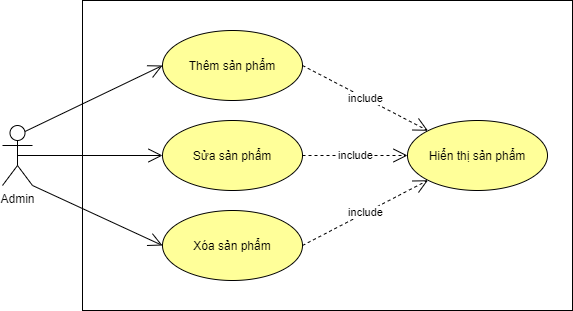 Thêm sản phẩm
include
Admin
Sửa sản phẩm
include
Hiển thị sản phẩm
Xóa sản phẩm
include